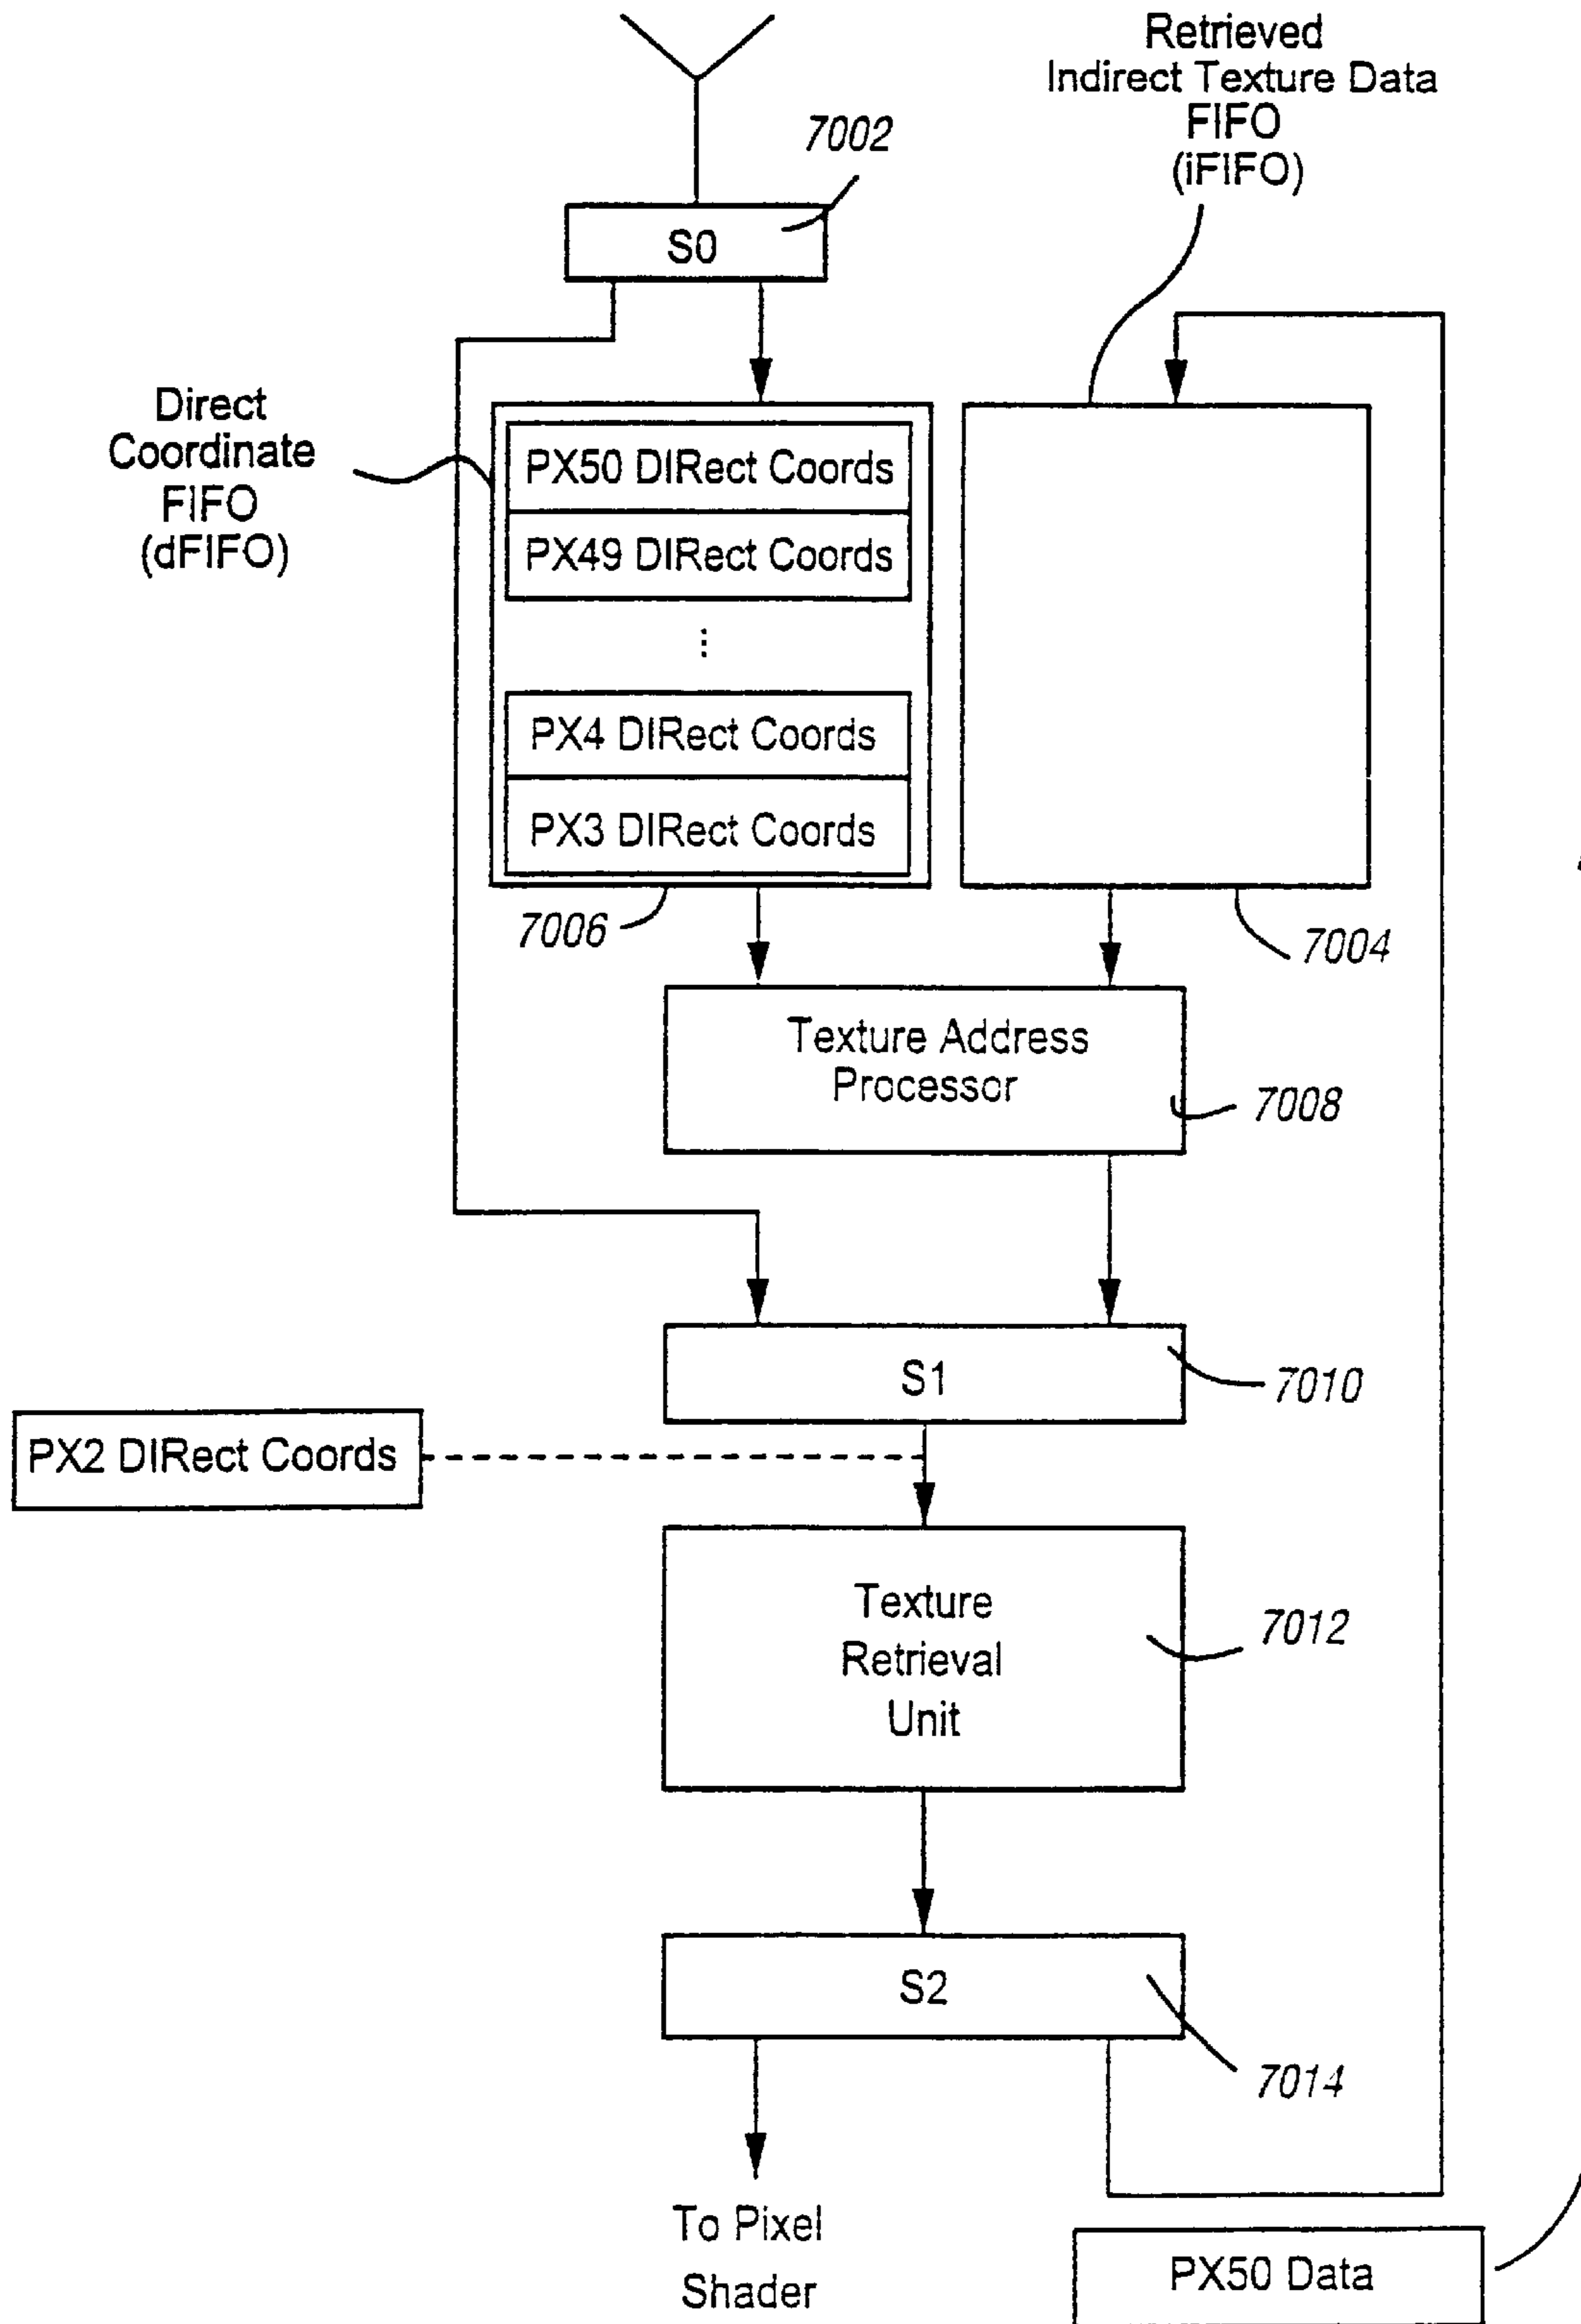 Retrieved
Indirect Texture Data
FIFO
(iFIFO)
7002
S0
Direct
Coordinate
FIFO
(dFIFO)
PX50 DIRect Coords
PX49 DIRect Coords
⋮
PX4 DIRect Coords
PX3 DIRect Coords
7006
7004
Texture Address
Processor
7008
S1
7010
PX2 DIRect Coords
Texture
Retrieval
Unit
7012
S2
7014
To Pixel
Shader
PX50 Data